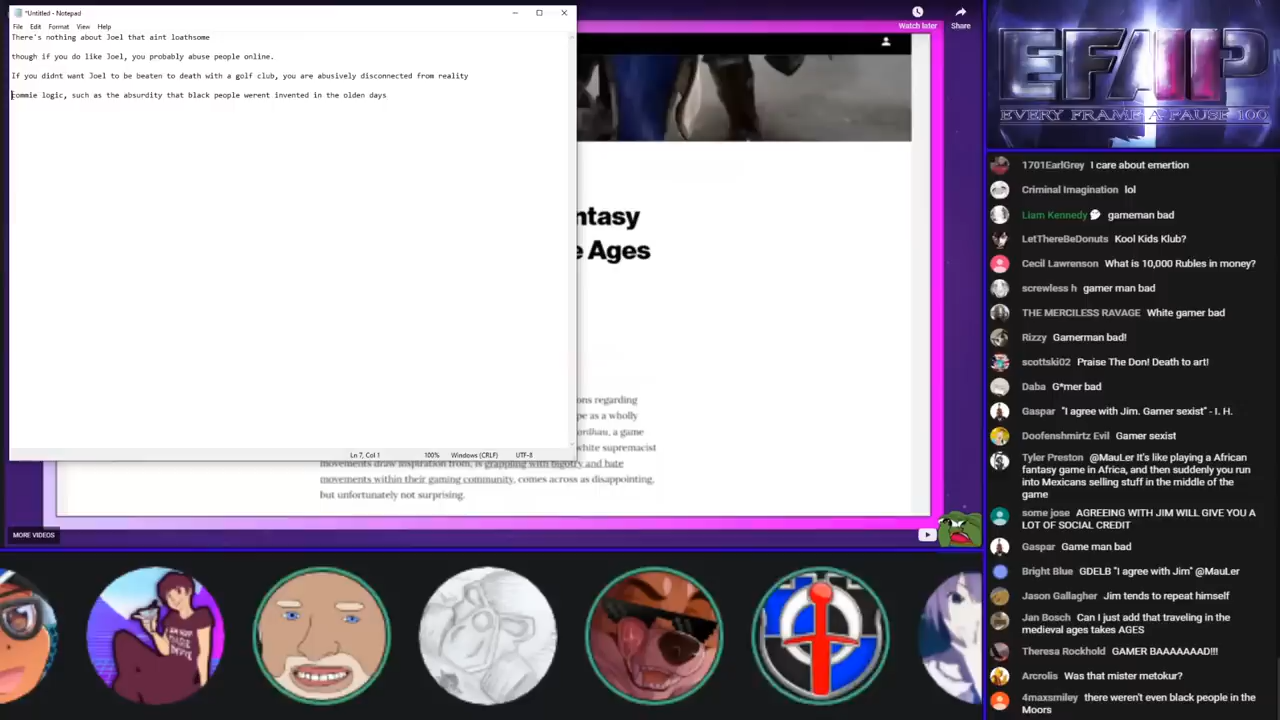 *Untitled - Notepad
File Edit Format View Help
There's nothing about Joel that aint loathsome
though if you do like Joel, you probably abuse people online.
If you didnt want Joel to be beaten to death with a golf club, you are abusively disconnected from reality
commie logic, such as the absurdity that black people werent invented in the olden days
Ln 7, Col 1 100% Windows (CRLF) UTF-8
Watch later Share
ntasy
e Ages
ons regarding
pe as a wholly
ordhau, a game
white supremacist
movements draw inspiration from, is grappling with bigotry and hate
movements within their gaming community, comes across as disappointing,
but unfortunately not surprising.
MORE VIDEOS
EFAP
EVERY FRAME A PAUSE 100
1701EarlGrey I care about emertion
Criminal Imagination lol
Liam Kennedy gameman bad
LetThereBeDonuts Kool Kids Klub?
Cecil Lawrenson What is 10,000 Rubles in money?
screwless h gamer man bad
THE MERCILESS RAVAGE White gamer bad
Rizzy Gamerman bad!
scottski02 Praise The Don! Death to art!
Daba G*mer bad
Gaspar "I agree with Jim. Gamer sexist" - I. H.
Doofenshmirtz Evil Gamer sexist
Tyler Preston @MauLer It's like playing a African
fantasy game in Africa, and then suddenly you run
into Mexicans selling stuff in the middle of the
game
some jose AGREEING WITH JIM WILL GIVE YOU A
LOT OF SOCIAL CREDIT
Gaspar Game man bad
Bright Blue GDELB "I agree with Jim" @MauLer
Jason Gallagher Jim tends to repeat himself
Jan Bosch Can I just add that traveling in the
medieval ages takes AGES
Theresa Rockhold GAMER BAAAAAAD!!!
Arcrolis Was that mister metokur?
4maxsmiley there weren't even black people in the
Moors